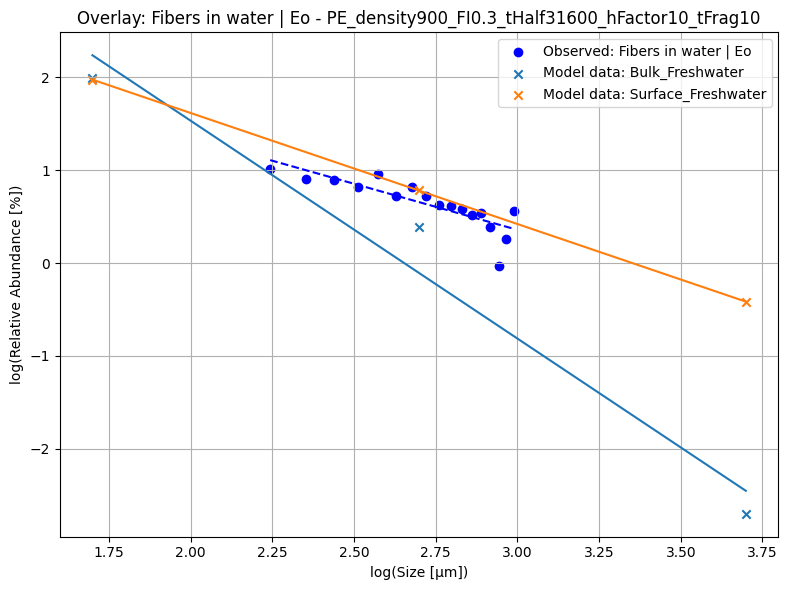 Overlay: Fibers in water | Eo - PE_density900_FI0.3_tHalf31600_hFactor10_tFrag10
Observed: Fibers in water | Eo
Model data: Bulk_Freshwater
Model data: Surface_Freshwater
log(Relative Abundance [%])
2
1
0
−1
−2
1.75 2.00 2.25 2.50 2.75 3.00 3.25 3.50 3.75
log(Size [µm])